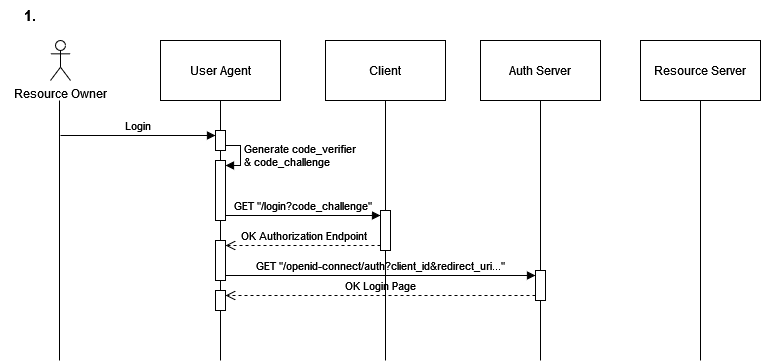 1.
Resource Owner
User Agent
Client
Auth Server
Resource Server
Login
Generate code_verifier
& code_challenge
GET "/login?code_challenge"
OK Authorization Endpoint
GET "/openid-connect/auth?client_id&redirect_uri..."
OK Login Page